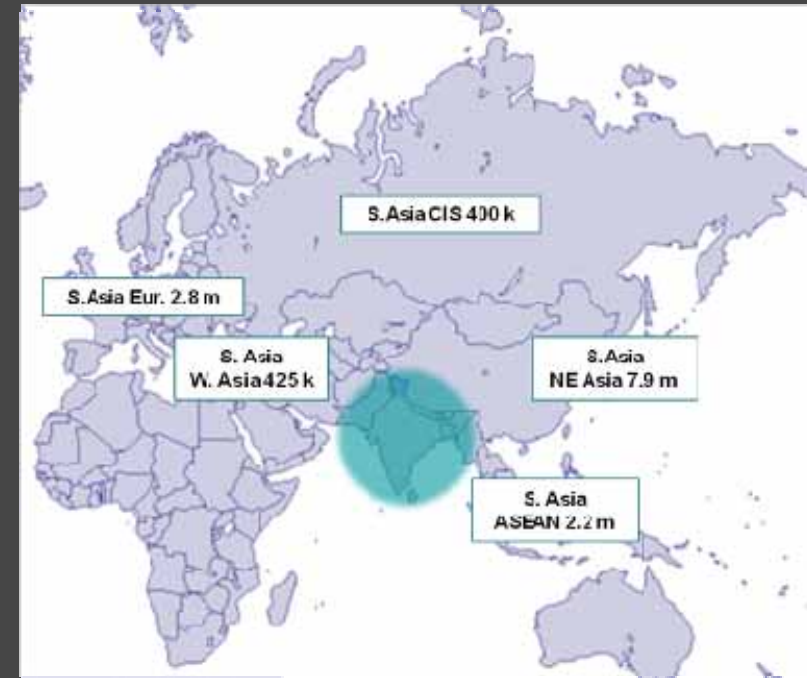 S.Asia CIS 400 k
S.Asia Eur. 2.8 m
S. Asia
W. Asia 425 k
S.Asia
NE Asia 7.9 m
S. Asia
ASEAN 2.2 m